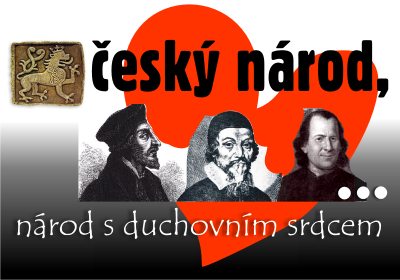 český národ,
...
národ s duchovním srdcem